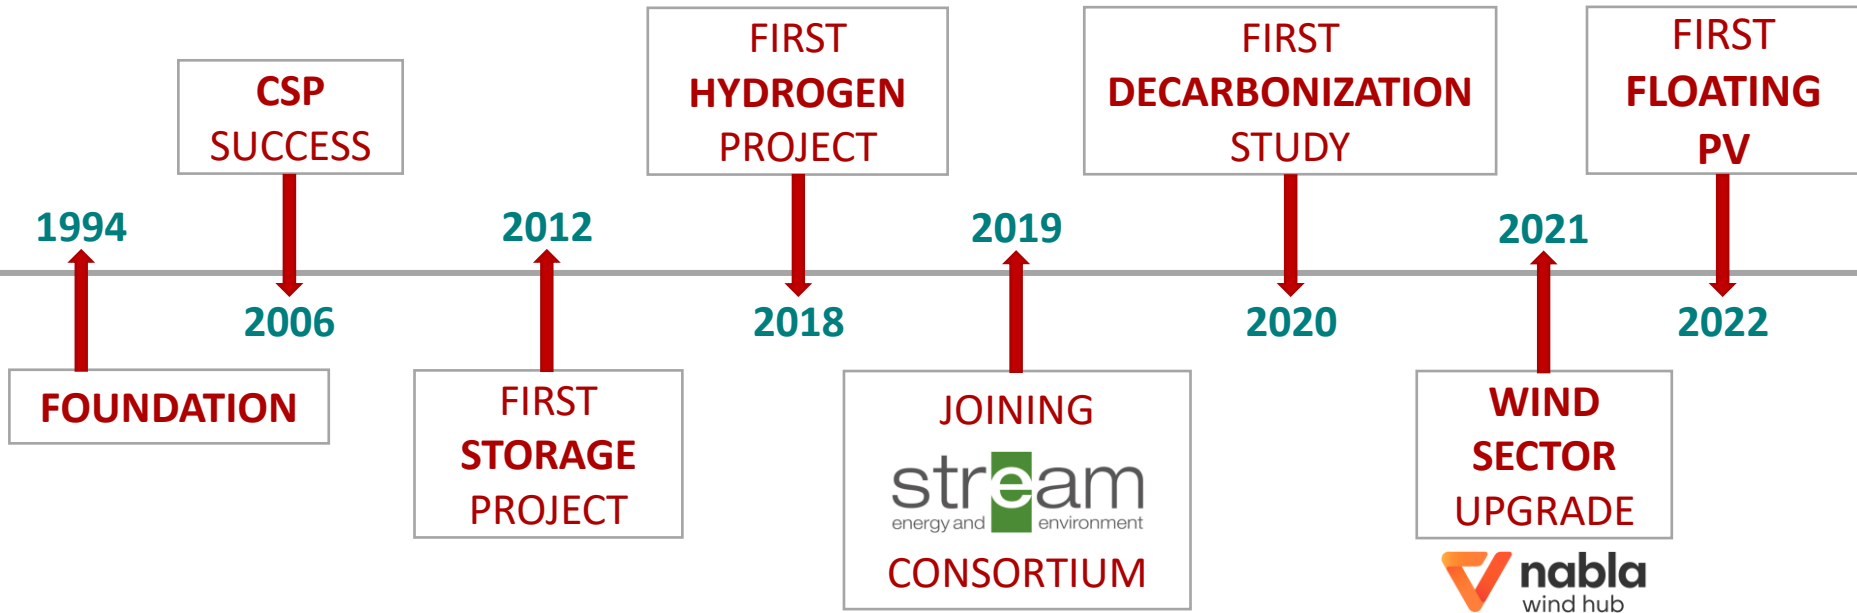 1994
FOUNDATION
CSP
SUCCESS
2006
2012
FIRST
STORAGE
PROJECT
FIRST
HYDROGEN
PROJECT
2018
2019
JOINING
stream
energy and environment
CONSORTIUM
FIRST
DECARBONIZATION
STUDY
2020
2021
WIND
SECTOR
UPGRADE
nabla
wind hub
FIRST
FLOATING
PV
2022